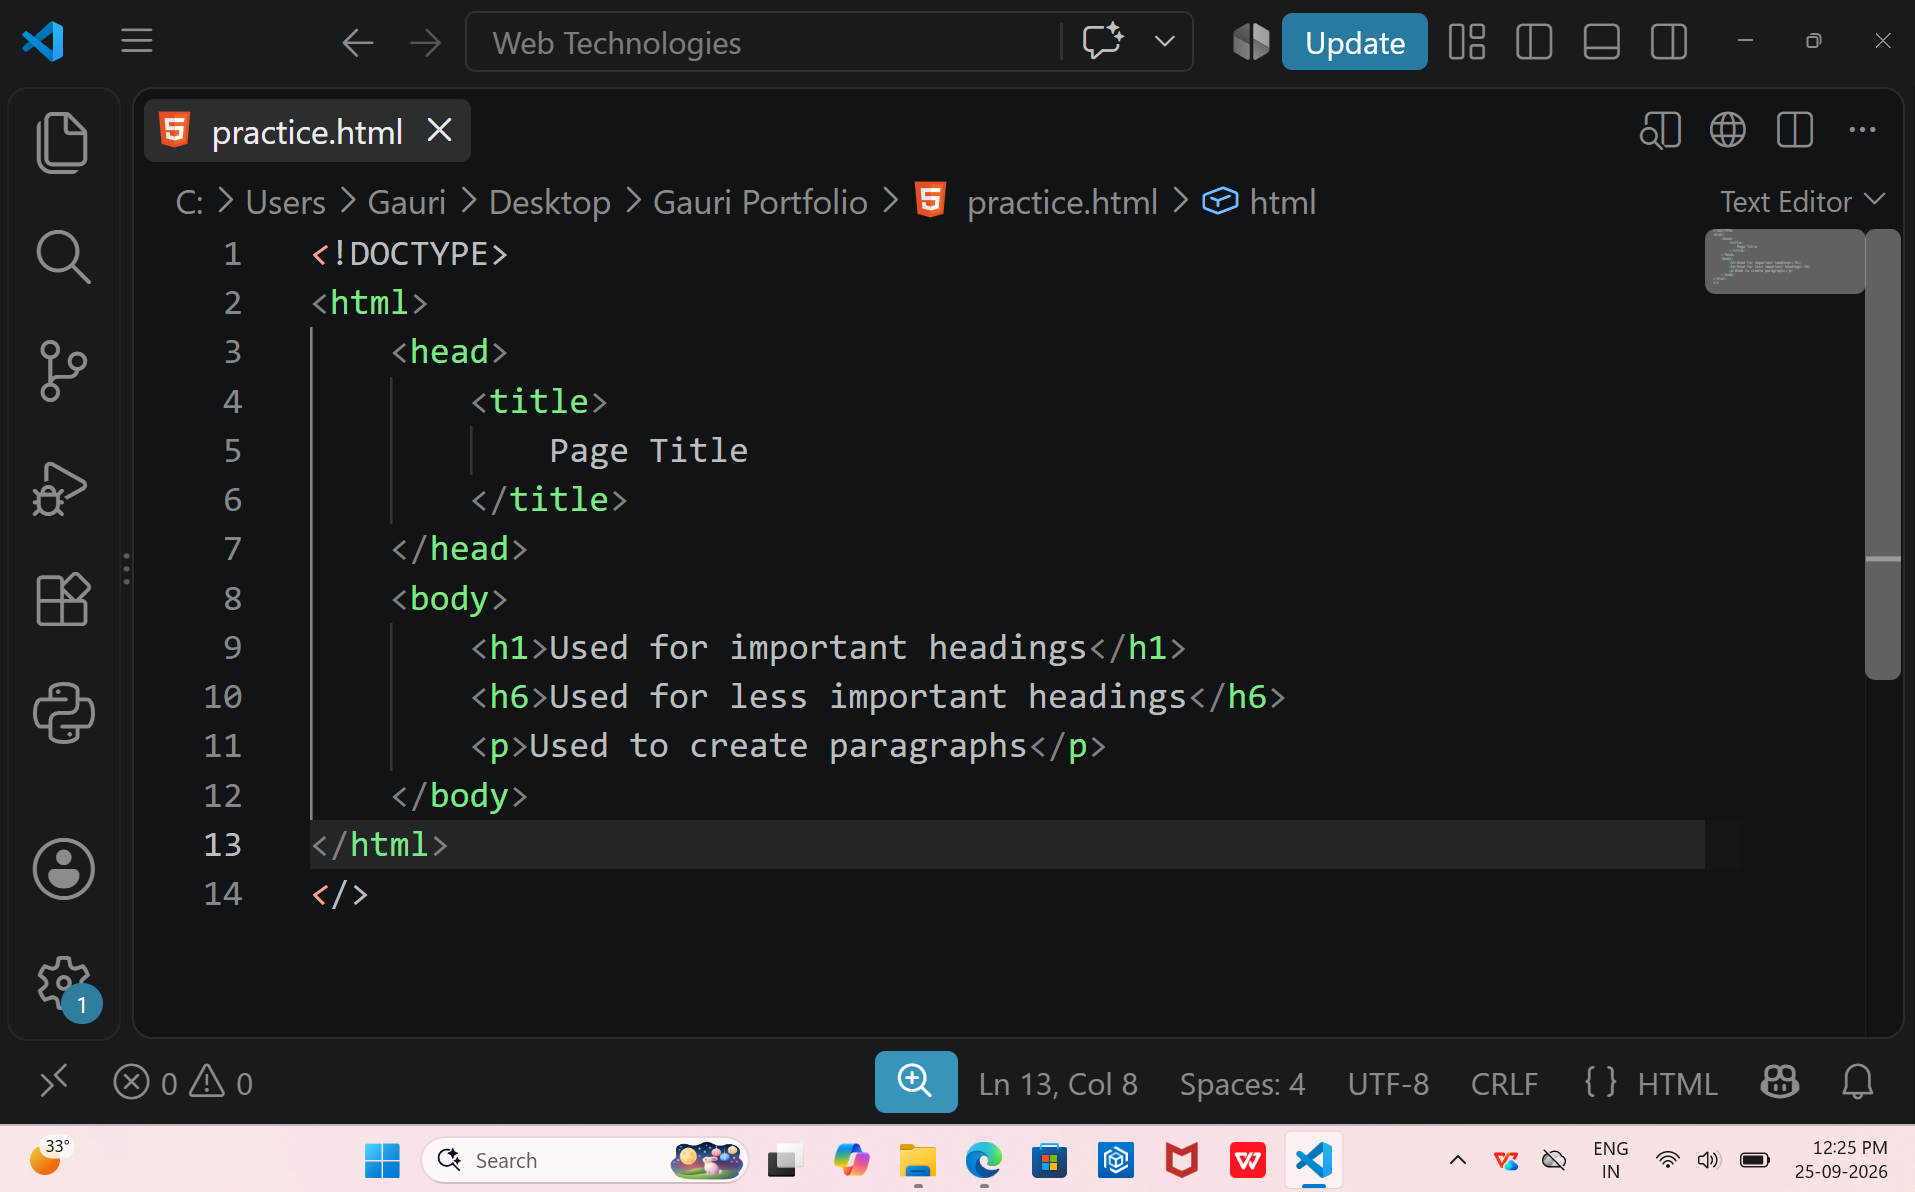 Web Technologies
Update
practice.html
C: > Users > Gauri > Desktop > Gauri Portfolio > practice.html > html
Text Editor
1 <!DOCTYPE>
2 <html>
3     <head>
4         <title>
5             Page Title
6         </title>
7     </head>
8     <body>
9         <h1>Used for important headings</h1>
10         <h6>Used for less important headings</h6>
11         <p>Used to create paragraphs</p>
12     </body>
13 </html>
14 </>
1
0 0 Ln 13, Col 8 Spaces: 4 UTF-8 CRLF { } HTML
33° Search ENG 12:25 PM
IN 25-09-2026